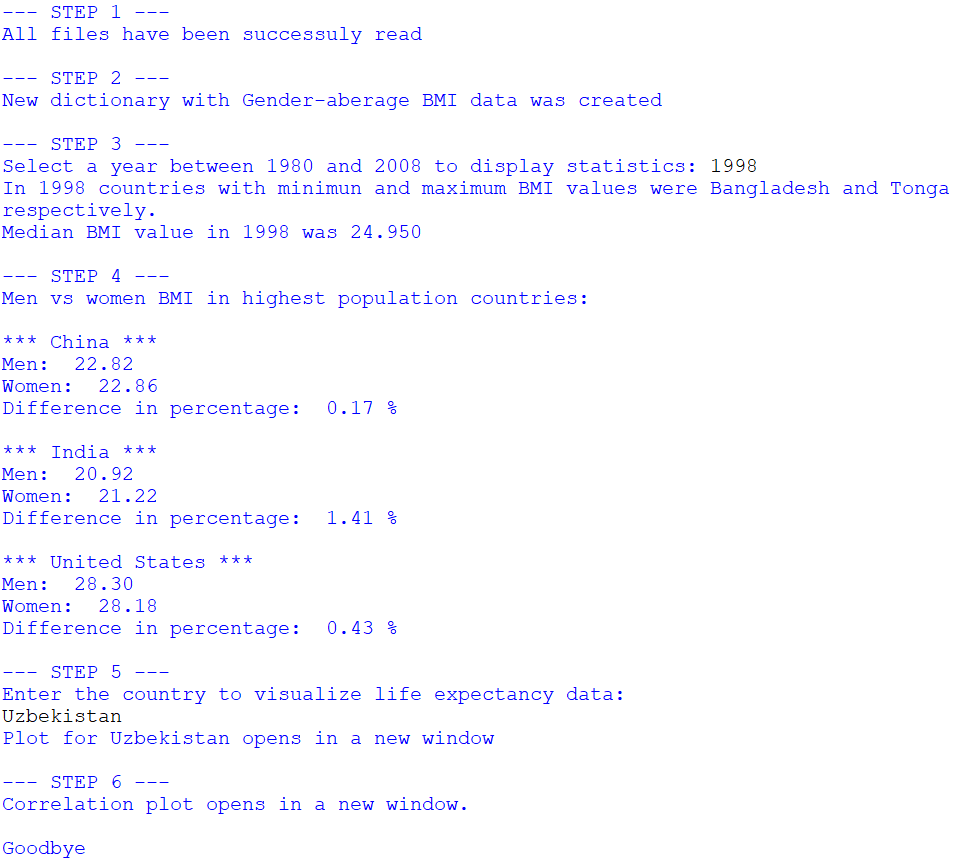 --- STEP 1 ---
All files have been successuly read
--- STEP 2 ---
New dictionary with Gender-aberage BMI data was created
--- STEP 3 ---
Select a year between 1980 and 2008 to display statistics: 1998
In 1998 countries with minimun and maximum BMI values were Bangladesh and Tonga
respectively.
Median BMI value in 1998 was 24.950
--- STEP 4 ---
Men vs women BMI in highest population countries:
*** China ***
Men:  22.82
Women:  22.86
Difference in percentage:  0.17 %
*** India ***
Men:  20.92
Women:  21.22
Difference in percentage:  1.41 %
*** United States ***
Men:  28.30
Women:  28.18
Difference in percentage:  0.43 %
--- STEP 5 ---
Enter the country to visualize life expectancy data:
Uzbekistan
Plot for Uzbekistan opens in a new window
--- STEP 6 ---
Correlation plot opens in a new window.
Goodbye